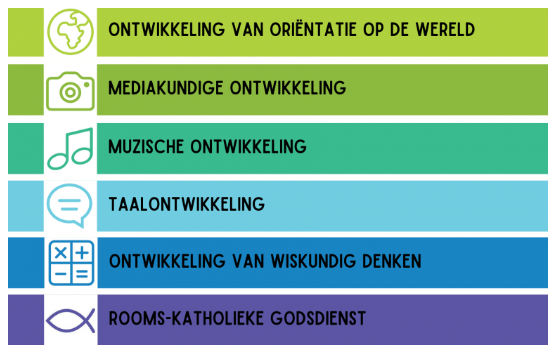 ONTWIKKELING VAN ORIËNTATIE OP DE WERELD
MEDIAKUNDIGE ONTWIKKELING
MUZISCHE ONTWIKKELING
TAALONTWIKKELING
ONTWIKKELING VAN WISKUNDIG DENKEN
ROOMS-KATHOLIEKE GODSDIENST